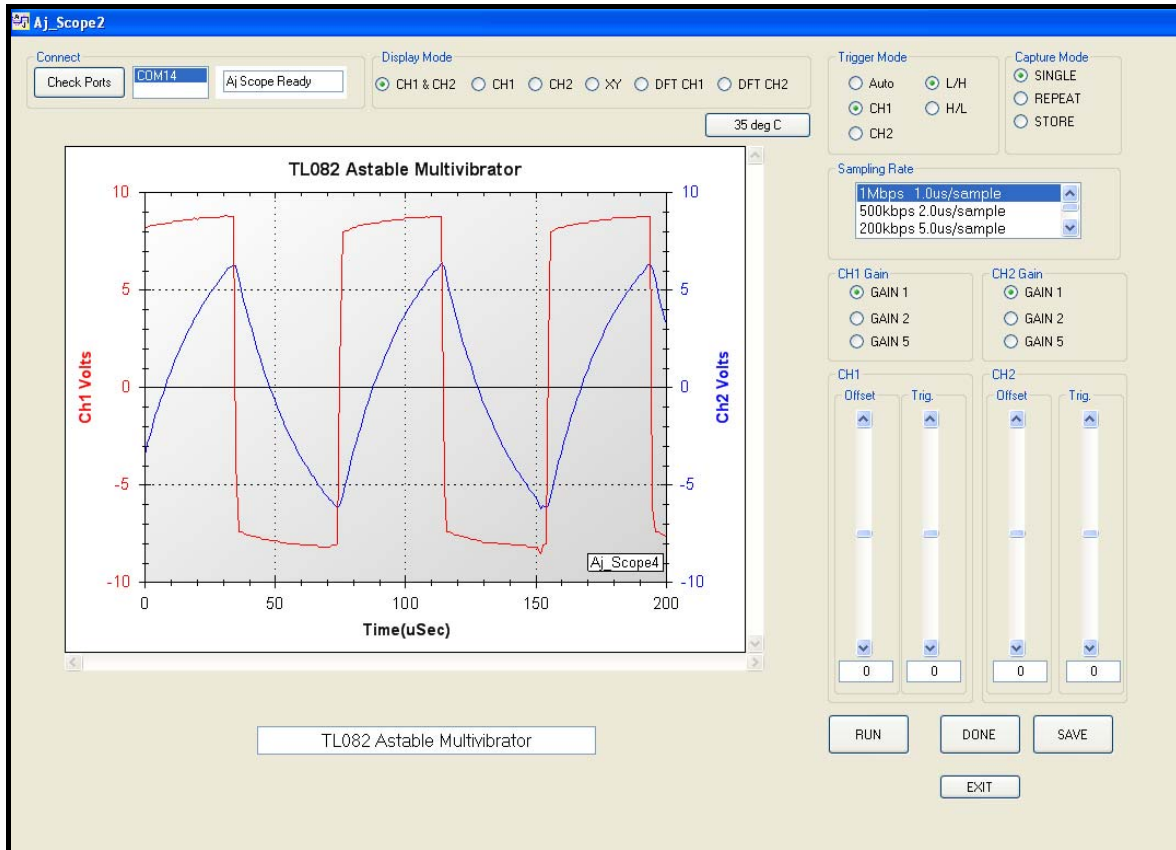 Aj_Scope2
Connect
Check Ports
COM14
Aj Scope Ready
Display Mode
CH1 & CH2
CH1
CH2
XY
DFT CH1
DFT CH2
35 deg C
Trigger Mode
Auto
L/H
CH1
H/L
CH2
Capture Mode
SINGLE
REPEAT
STORE
Sampling Rate
1Mbps 1.0us/sample
500kbps 2.0us/sample
200kbps 5.0us/sample
CH1 Gain
GAIN 1
GAIN 2
GAIN 5
CH2 Gain
GAIN 1
GAIN 2
GAIN 5
CH1
Offset
Trig.
0
0
CH2
Offset
Trig.
0
0
TL082 Astable Multivibrator
Ch1 Volts
10
5
0
-5
-10
Ch2 Volts
10
5
0
-5
-10
Aj_Scope4
0 50 100 150 200
Time(uSec)
TL082 Astable Multivibrator
RUN
DONE
SAVE
EXIT